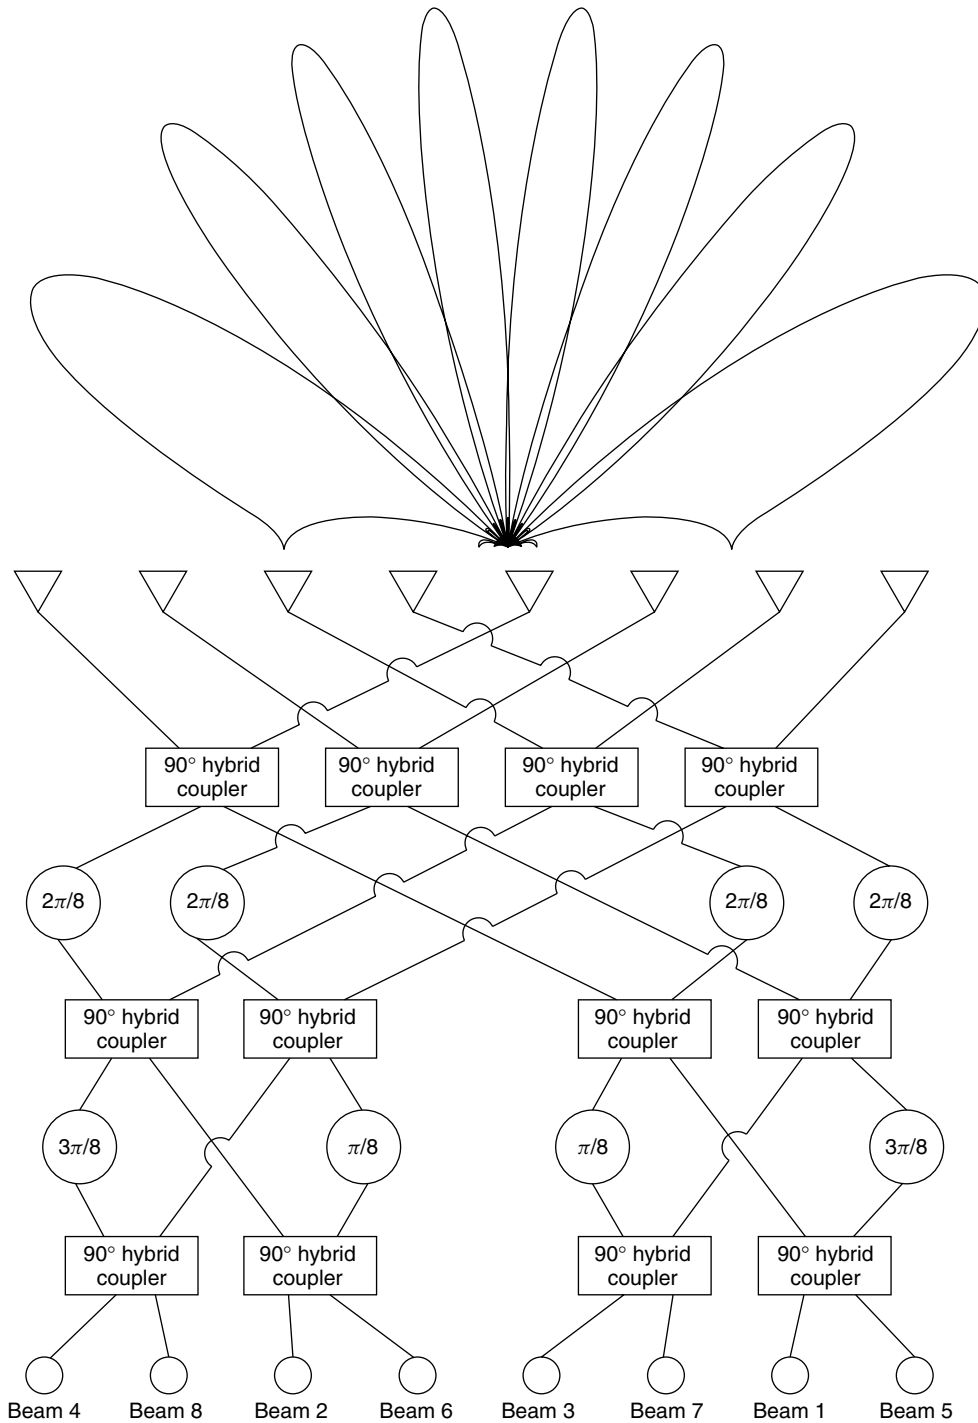 90° hybrid
coupler
90° hybrid
coupler
90° hybrid
coupler
90° hybrid
coupler
2π/8
2π/8
2π/8
2π/8
90° hybrid
coupler
90° hybrid
coupler
90° hybrid
coupler
90° hybrid
coupler
3π/8
π/8
π/8
3π/8
90° hybrid
coupler
90° hybrid
coupler
90° hybrid
coupler
90° hybrid
coupler
Beam 4
Beam 8
Beam 2
Beam 6
Beam 3
Beam 7
Beam 1
Beam 5